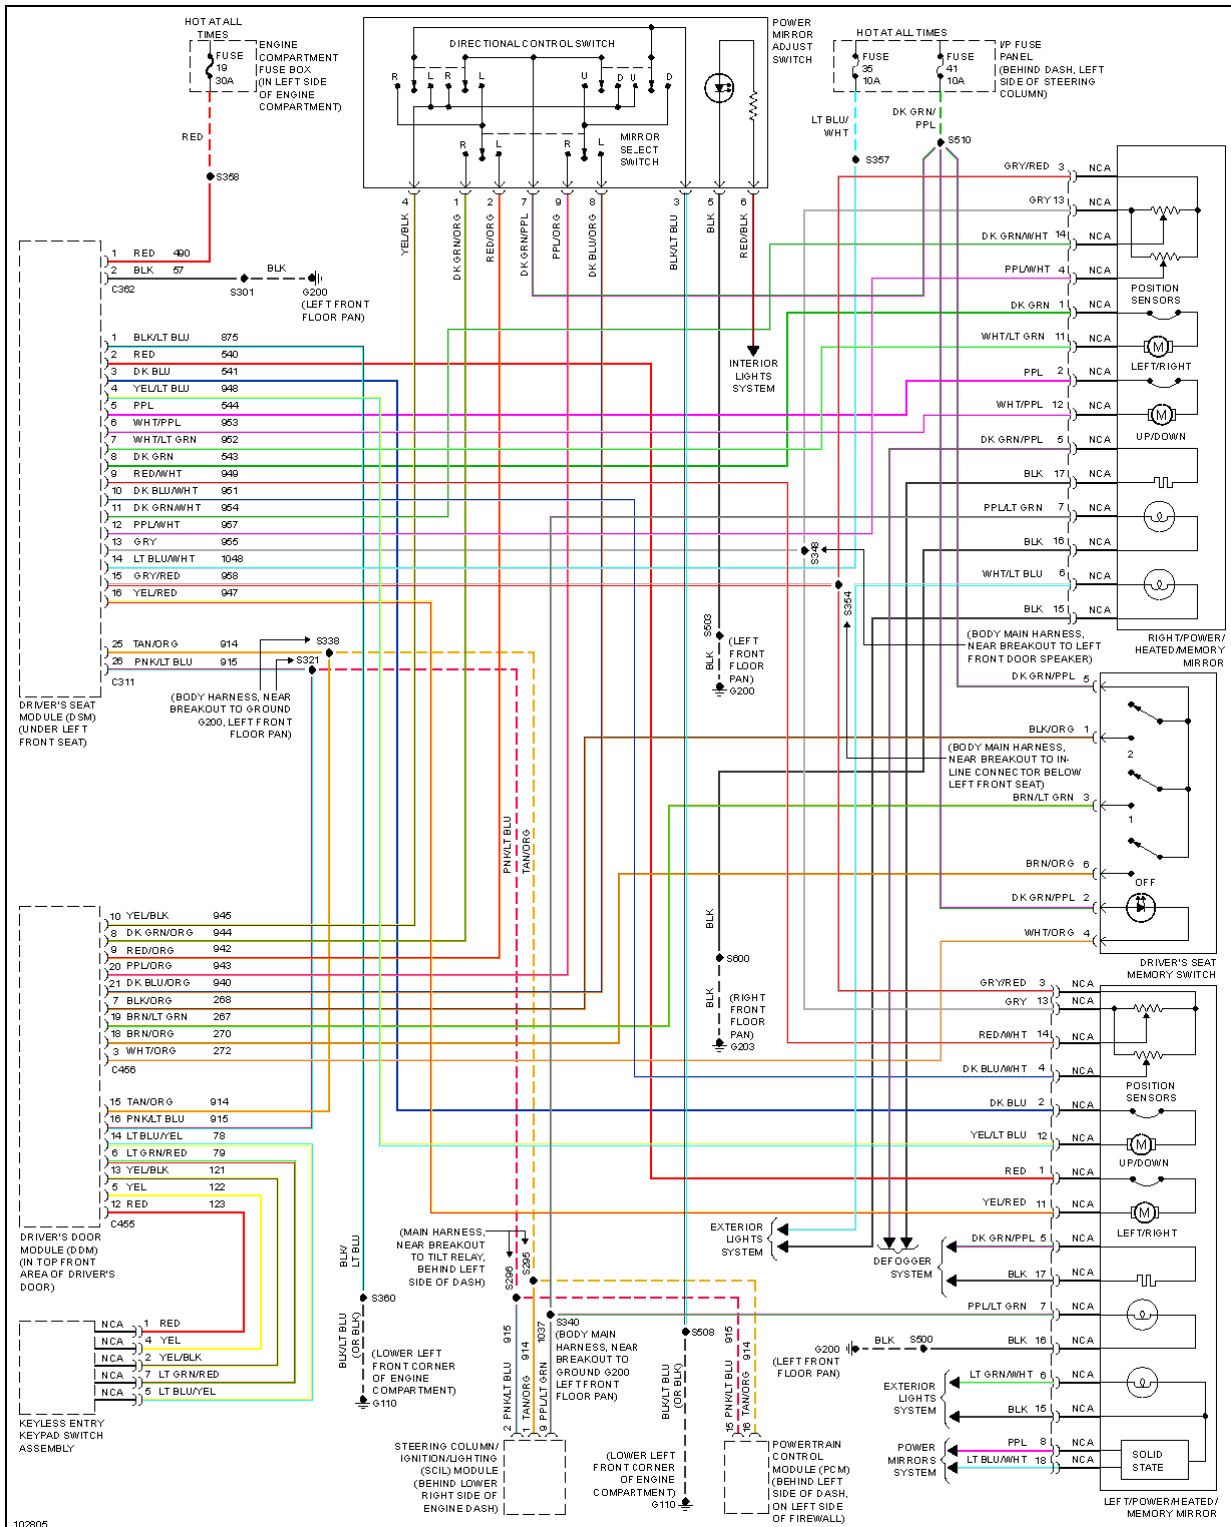 HOT AT ALL
TIMES
FUSE
19
30A
ENGINE
COMPARTMENT
FUSE BOX
(IN LEFT SIDE
OF ENGINE
COMPARTMENT)
RED
S358
DIRECTIONAL CONTROL SWITCH
R L R L U D U D
MIRROR
SELECT
SWITCH
R L R L
POWER
MIRROR
ADJUST
SWITCH
HOT AT ALL TIMES
FUSE
35
10A
FUSE
41
10A
I/P FUSE
PANEL
(BEHIND DASH, LEFT
SIDE OF STEERING
COLUMN)
LT BLU/
WHT
DK GRN/
PPL
S357
S510
4 YEL/BLK
1 DK GRN/ORG
2 RED/ORG
7 DK GRN/PPL
9 PPL/ORG
8 DK BLU/ORG
3 BLK/LT BLU
5 BLK
6 RED/BLK
INTERIOR
LIGHTS
SYSTEM
1 RED 490
2 BLK 57
C362
S301
BLK
G200
(LEFT FRONT
FLOOR PAN)
1 BLK/LT BLU 875
2 RED 540
3 DK BLU 541
4 YEL/LT BLU 948
5 PPL 544
6 WHT/PPL 953
7 WHT/LT GRN 952
8 DK GRN 543
9 RED/WHT 949
10 DK BLU/WHT 951
11 DK GRN/WHT 954
12 PPL/WHT 957
13 GRY 955
14 LT BLU/WHT 1048
15 GRY/RED 958
16 YEL/RED 947
25 TAN/ORG 914
26 PNK/LT BLU 915
C311
S338
S321
(BODY HARNESS, NEAR
BREAKOUT TO GROUND
G200, LEFT FRONT
FLOOR PAN)
DRIVER'S SEAT
MODULE (DSM)
(UNDER LEFT
FRONT SEAT)
GRY/RED 3 NCA
GRY 13 NCA
DK GRN/WHT 14 NCA
PPL/WHT 4 NCA
POSITION
SENSORS
DK GRN 1 NCA
WHT/LT GRN 11 NCA
M
LEFT/RIGHT
PPL 2 NCA
WHT/PPL 12 NCA
M
UP/DOWN
DK GRN/PPL 5 NCA
BLK 17 NCA
PPL/LT GRN 7 NCA
BLK 16 NCA
WHT/LT BLU 6 NCA
BLK 15 NCA
RIGHT/POWER/
HEATED/MEMORY
MIRROR
S348
S354
(BODY MAIN HARNESS,
NEAR BREAKOUT TO LEFT
FRONT DOOR SPEAKER)
S503
BLK
(LEFT
FRONT
FLOOR
PAN)
G200
(BODY MAIN HARNESS,
NEAR BREAKOUT TO IN-
LINE CONNECTOR BELOW
LEFT FRONT SEAT)
DK GRN/PPL 5
BLK/ORG 1
2
BRN/LT GRN 3
1
BRN/ORG 6
OFF
DK GRN/PPL 2
WHT/ORG 4
DRIVER'S SEAT
MEMORY SWITCH
PNK/LT BLU
TAN/ORG
BLK
S600
BLK
(RIGHT
FRONT
FLOOR
PAN)
G203
10 YEL/BLK 945
8 DK GRN/ORG 944
9 RED/ORG 942
20 PPL/ORG 943
21 DK BLU/ORG 940
7 BLK/ORG 268
19 BRN/LT GRN 267
18 BRN/ORG 270
3 WHT/ORG 272
C456
15 TAN/ORG 914
16 PNK/LT BLU 915
14 LT BLU/YEL 78
6 LT GRN/RED 79
13 YEL/BLK 121
5 YEL 122
12 RED 123
C455
DRIVER'S DOOR
MODULE (DDM)
(IN TOP FRONT
AREA OF DRIVER'S
DOOR)
NCA 1 RED
NCA 4 YEL
NCA 2 YEL/BLK
NCA 7 LT GRN/RED
NCA 5 LT BLU/YEL
KEYLESS ENTRY
KEYPAD SWITCH
ASSEMBLY
BLK/
LT BLU
S360
BLK/LT BLU
(OR BLK)
(LOWER LEFT
FRONT CORNER
OF ENGINE
COMPARTMENT)
G110
(MAIN HARNESS,
NEAR BREAKOUT
TO TILT RELAY,
BEHIND LEFT
SIDE OF DASH)
S296
S295
915
914
1037
2 PNK/LT BLU
1 TAN/ORG
9 PPL/LT GRN
S340
(BODY MAIN
HARNESS, NEAR
BREAKOUT TO
GROUND G200
LEFT FRONT
FLOOR PAN)
STEERING COLUMN/
IGNITION/LIGHTING
(SCIL) MODULE
(BEHIND LOWER
RIGHT SIDE OF
ENGINE DASH)
S508
BLK/LT BLU
(OR BLK)
(LOWER LEFT
FRONT CORNER
OF ENGINE
COMPARTMENT)
G110
915
914
15 PNK/LT BLU
16 TAN/ORG
POWERTRAIN
CONTROL
MODULE (PCM)
(BEHIND LEFT
SIDE OF DASH,
ON LEFT SIDE
OF FIREWALL)
GRY/RED 3 NCA
GRY 13 NCA
RED/WHT 14 NCA
DK BLU/WHT 4 NCA
POSITION
SENSORS
DK BLU 2 NCA
YEL/LT BLU 12 NCA
M
UP/DOWN
RED 1 NCA
YEL/RED 11 NCA
M
LEFT/RIGHT
EXTERIOR
LIGHTS
SYSTEM
DEFOGGER
SYSTEM
DK GRN/PPL 5 NCA
BLK 17 NCA
PPL/LT GRN 7 NCA
G200
(LEFT FRONT
FLOOR PAN)
BLK
S500
BLK 16 NCA
EXTERIOR
LIGHTS
SYSTEM
LT GRN/WHT 6 NCA
BLK 15 NCA
POWER
MIRRORS
SYSTEM
PPL 8 NCA
LT BLU/WHT 18 NCA
SOLID
STATE
LEFT/POWER/HEATED/
MEMORY MIRROR
102805